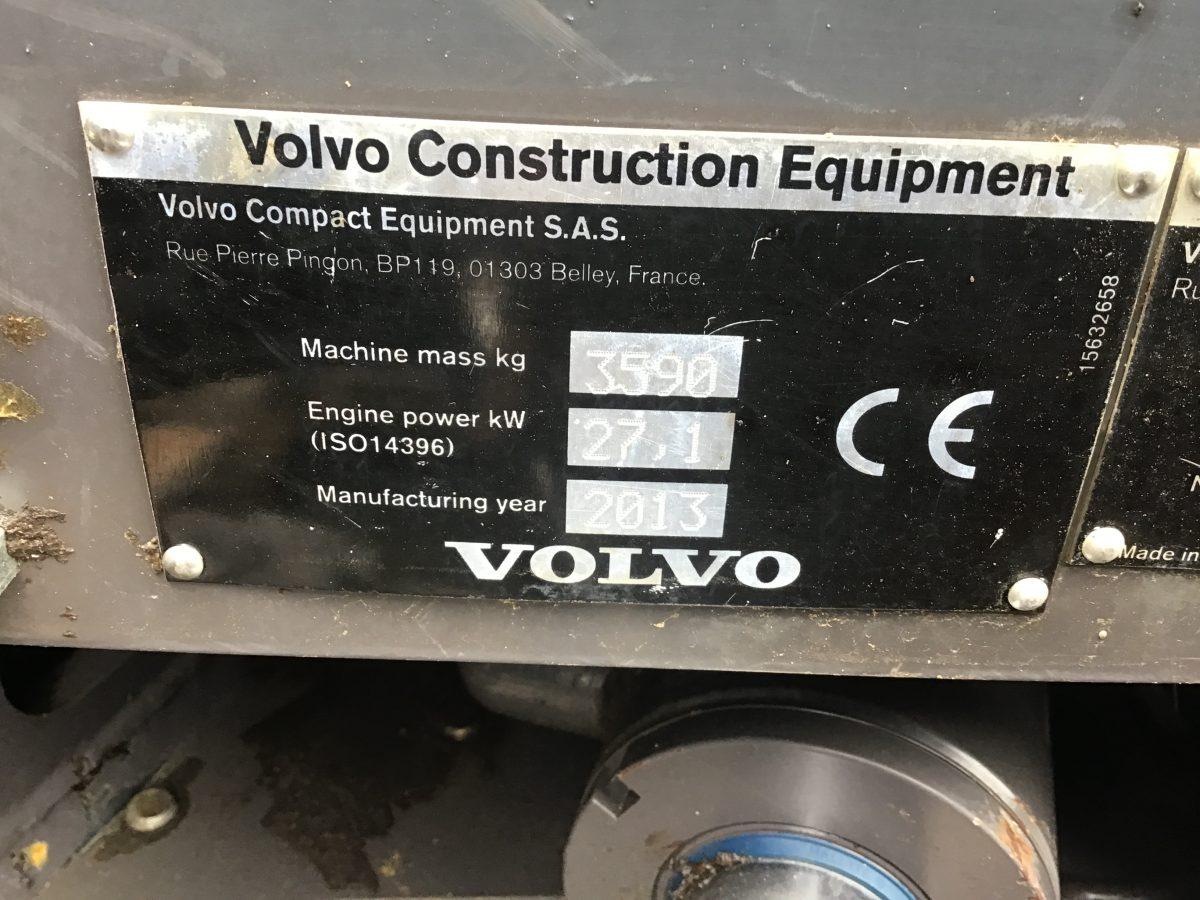 Volvo Construction Equipment
Volvo Compact Equipment S.A.S.
Rue Pierre Pingon, BP119, 01303 Belley, France.
15632658
Machine mass kg 3590
Engine power kW 27,1
(ISO14396)
Manufacturing year 2013
CE
VOLVO
Made in